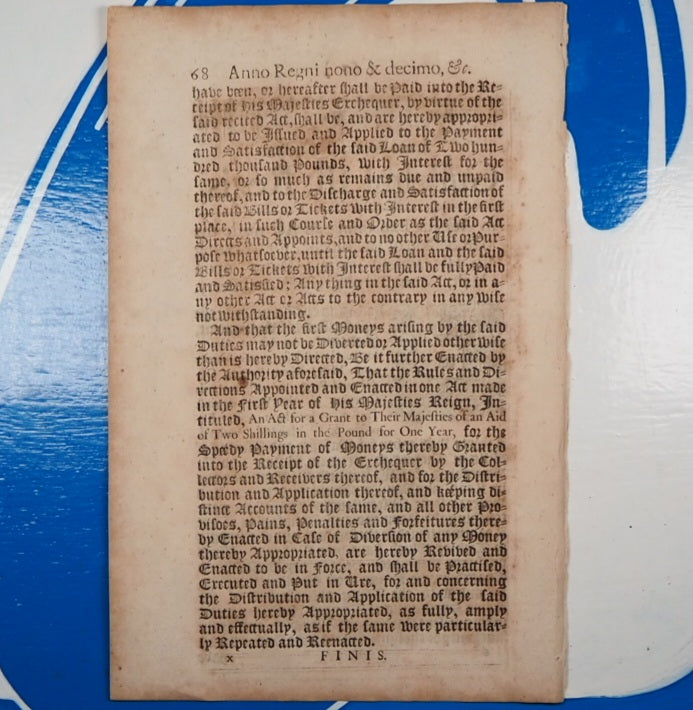 68 Anno Regni nono & decimo, &c.
have been, or hereafter shall be Paid into the Re-
ceipt of his Majesties Exchequer, by virtue of the
said recited Act, shall be, and are hereby appropri-
ated to be Issued and Applied to the Payment
and Satisfaction of the said Loan of Two hun-
dred thousand Pounds, with Interest for the
same, or so much as remains due and unpaid
thereof, and to the Discharge and Satisfaction of
the said Bills or Tickets with Interest in the first
place, in such Course and Order as the said Act
Directs and Appoints, and to no other Use or Pur-
pose whatsoever, until the said Loan and the said
Bills or Tickets with Interest shall be fully Paid
and Satisfied; Any thing in the said Act, or in a-
ny other Act or Acts to the contrary in any wise
notwithstanding.
And that the first Moneys arising by the said
Duties may not be Diverted or Applied otherwise
than is hereby Directed, Be it further Enacted by
the Authority aforesaid, That the Rules and Di-
rections Appointed and Enacted in one Act made
in the First Year of his Majesties Reign, In-
tituled, An Act for a Grant to Their Majesties of an Aid
of Two Shillings in the Pound for One Year, for the
Speedy Payment of Moneys thereby Granted
into the Receipt of the Exchequer by the Col-
lectors and Receivers thereof, and for the Distri-
bution and Application thereof, and keeping di-
stinct Accounts of the same, and all other Pro-
visoes, Pains, Penalties and Forfeitures there-
by Enacted in Case of Diversion of any Money
thereby Appropriated, are hereby Revived and
Enacted to be in Force, and shall be Practised,
Executed and Put in Ure, for and concerning
the Distribution and Application of the said
Duties hereby Appropriated, as fully, amply
and effectually, as if the same were particular-
ly Repeated and Reenacted.
x FINIS.